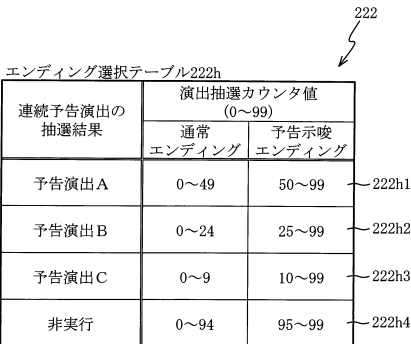 222
エンディング選択テーブル222h
連続予告演出の
抽選結果
演出抽選カウンタ値
(0～99)
通常
エンディング
予告示唆
エンディング
予告演出A
0～49
50～99
222h1
予告演出B
0～24
25～99
222h2
予告演出C
0～9
10～99
222h3
非実行
0～94
95～99
222h4